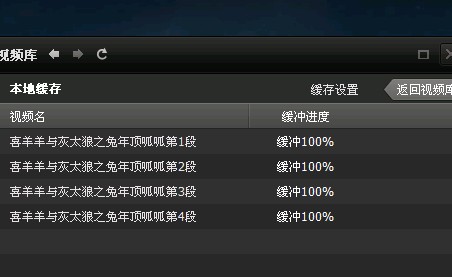 视频库
本地缓存 缓存设置 返回视频库
视频名 缓冲进度
喜羊羊与灰太狼之兔年顶呱呱第1段 缓冲100%
喜羊羊与灰太狼之兔年顶呱呱第2段 缓冲100%
喜羊羊与灰太狼之兔年顶呱呱第3段 缓冲100%
喜羊羊与灰太狼之兔年顶呱呱第4段 缓冲100%